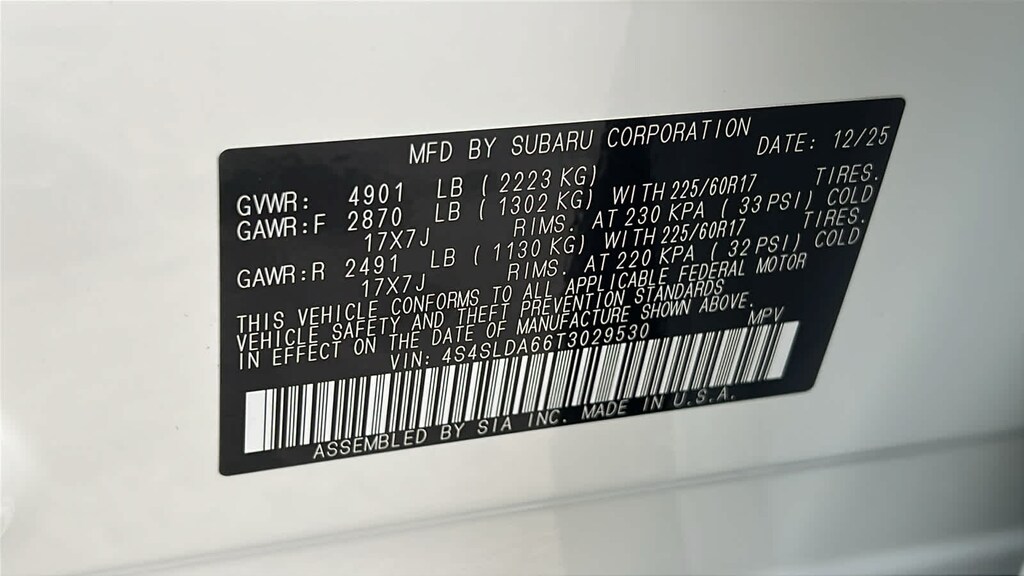 MFD BY SUBARU CORPORATION DATE: 12/25
GVWR: 4901 LB ( 2223 KG)
GAWR:F 2870 LB ( 1302 KG) WITH 225/60R17 TIRES.
17X7J RIMS. AT 230 KPA ( 33 PSI) COLD
GAWR:R 2491 LB ( 1130 KG) WITH 225/60R17 TIRES.
17X7J RIMS. AT 220 KPA ( 32 PSI) COLD
THIS VEHICLE CONFORMS TO ALL APPLICABLE FEDERAL MOTOR
VEHICLE SAFETY AND THEFT PREVENTION STANDARDS
IN EFFECT ON THE DATE OF MANUFACTURE SHOWN ABOVE.
VIN: 4S4SLDA66T3029530 MPV
ASSEMBLED BY SIA INC. MADE IN U.S.A.